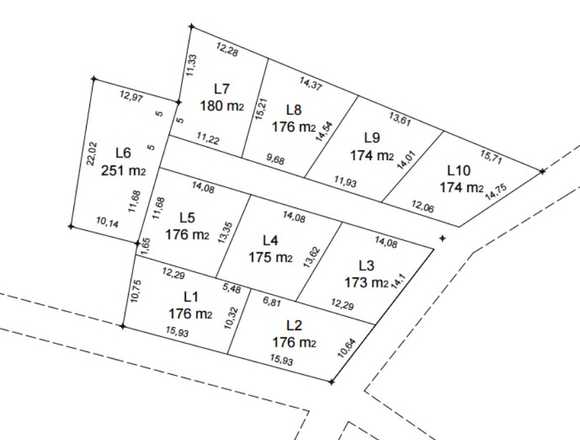 12,28
11,33
L7
180 m2
15,21
14,37
L8
176 m2
14,54
13,61
L9
174 m2
14,01
15,71
L10
174 m2
14,75
12,97
5
5
5
11,22
9,68
11,93
12,06
22,02
L6
251 m2
11,68
10,14
14,08
11,68
L5
176 m2
13,35
14,08
L4
175 m2
13,62
14,08
L3
173 m2
14,1
1,65
12,29
5,48
6,81
12,29
10,75
L1
176 m2
10,32
L2
176 m2
10,64
15,93
15,93